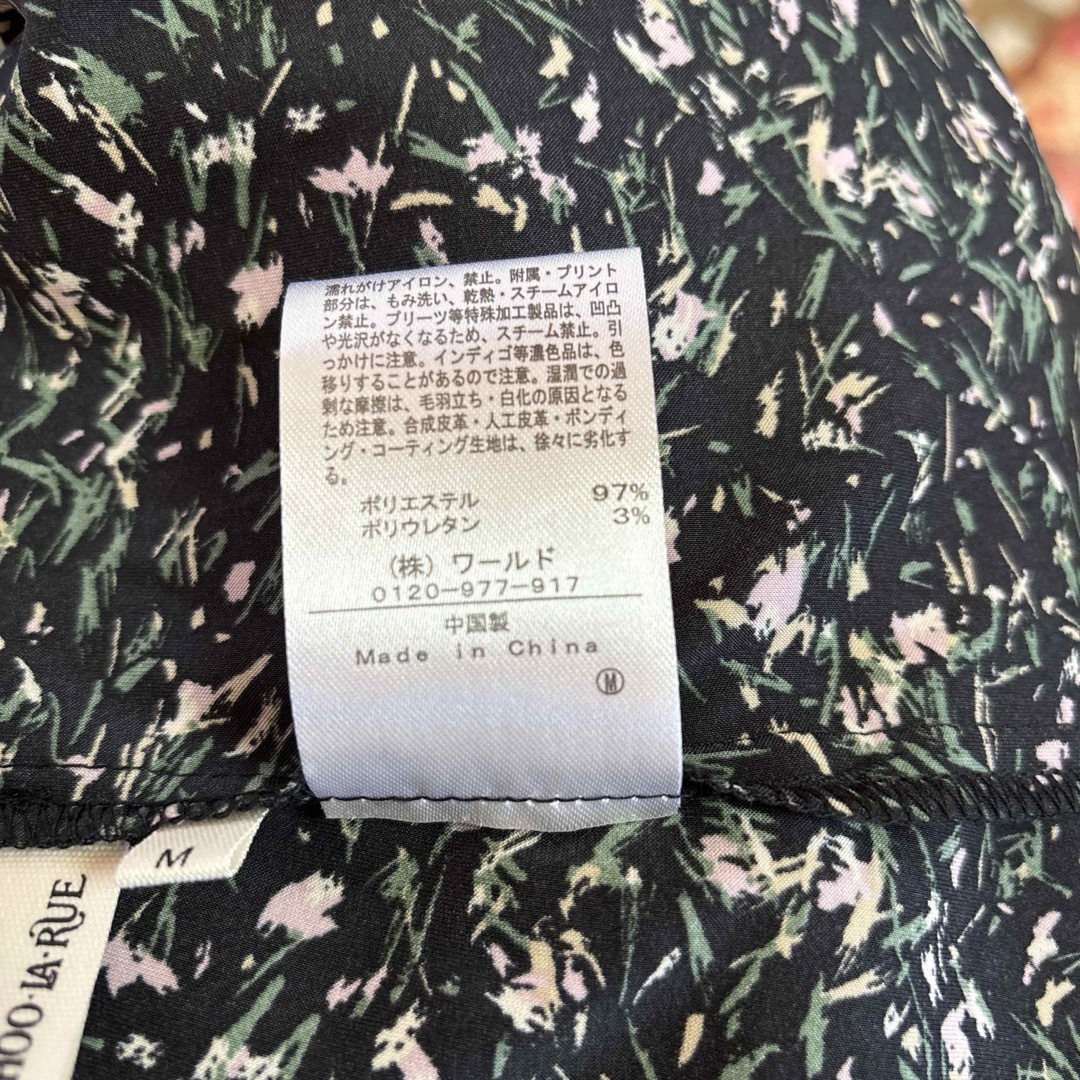 濡れがけアイロン、禁止。附属・プリント
部分は、もみ洗い、乾熱・スチームアイロ
ン禁止。プリーツ等特殊加工製品は、凹凸
や光沢がなくなるため、スチーム禁止。引
っかけに注意。インディゴ等濃色品は、色
移りすることがあるので注意。湿潤での過
剰な摩擦は、毛羽立ち・白化の原因となる
ため注意。合成皮革・人工皮革・ボンディ
ング・コーティング生地は、徐々に劣化す
る。
ポリエステル 97%
ポリウレタン 3%
(株) ワールド
0120-977-917
中国製
Made in China
Ⓜ
M
HOO·LA·RUE